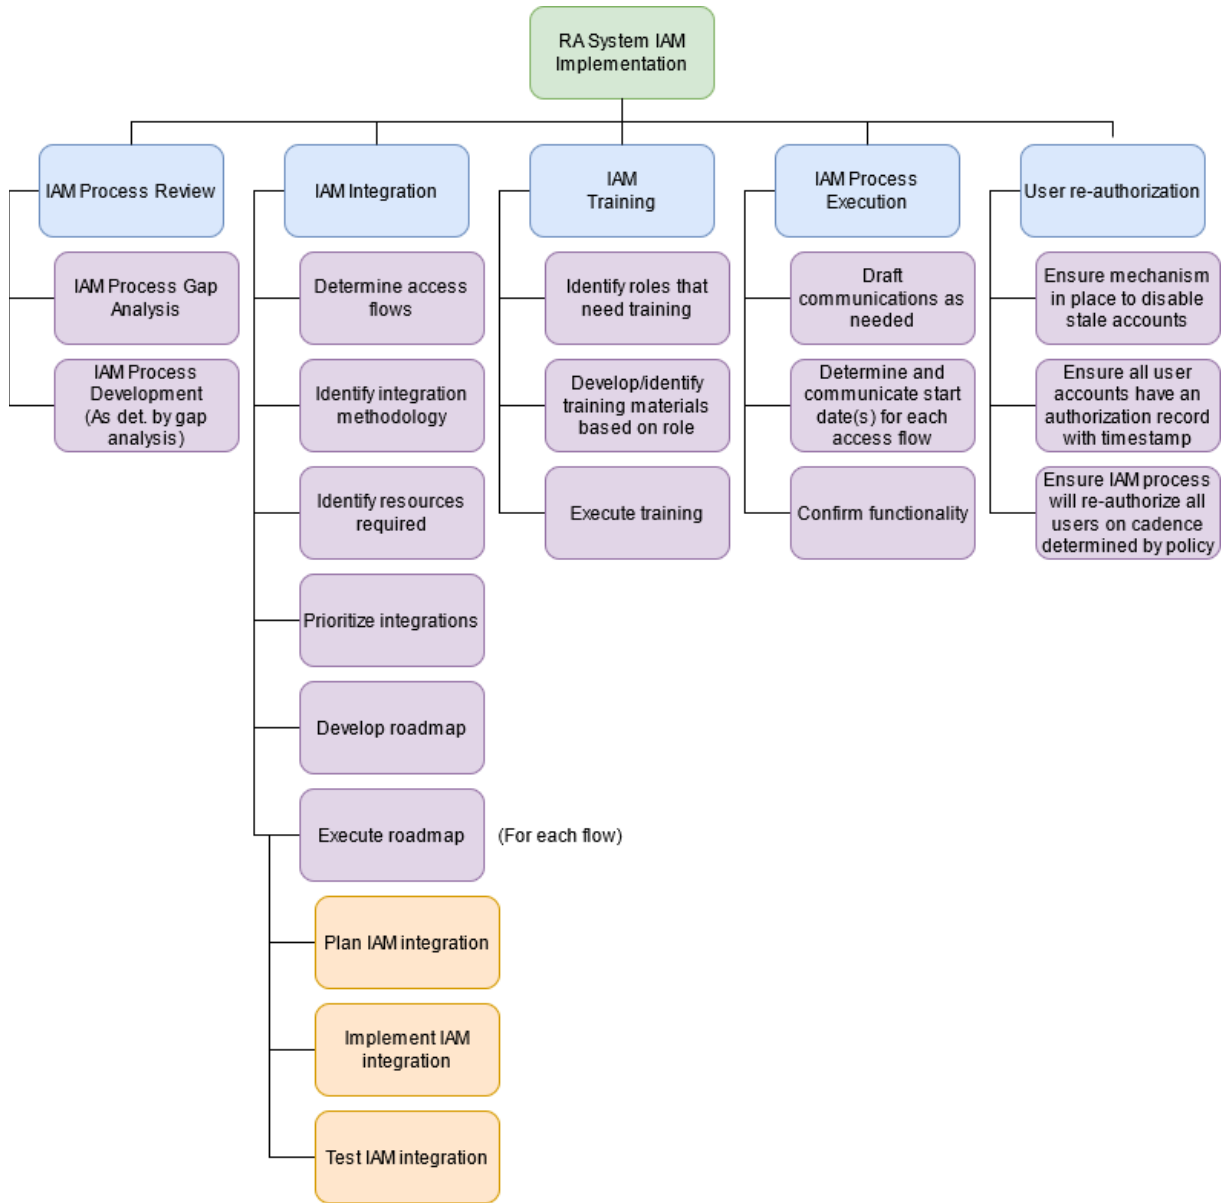 RA System IAM
Implementation
IAM Process Review
IAM Process Gap
Analysis
IAM Process
Development
(As det. by gap
analysis)
IAM Integration
Determine access
flows
Identify integration
methodology
Identify resources
required
Prioritize integrations
Develop roadmap
Execute roadmap
(For each flow)
Plan IAM integration
Implement IAM
integration
Test IAM integration
IAM
Training
Identify roles that
need training
Develop/identify
training materials
based on role
Execute training
IAM Process
Execution
Draft
communications as
needed
Determine and
communicate start
date(s) for each
access flow
Confirm functionality
User re-authorization
Ensure mechanism
in place to disable
stale accounts
Ensure all user
accounts have an
authorization record
with timestamp
Ensure IAM process
will re-authorize all
users on cadence
determined by policy